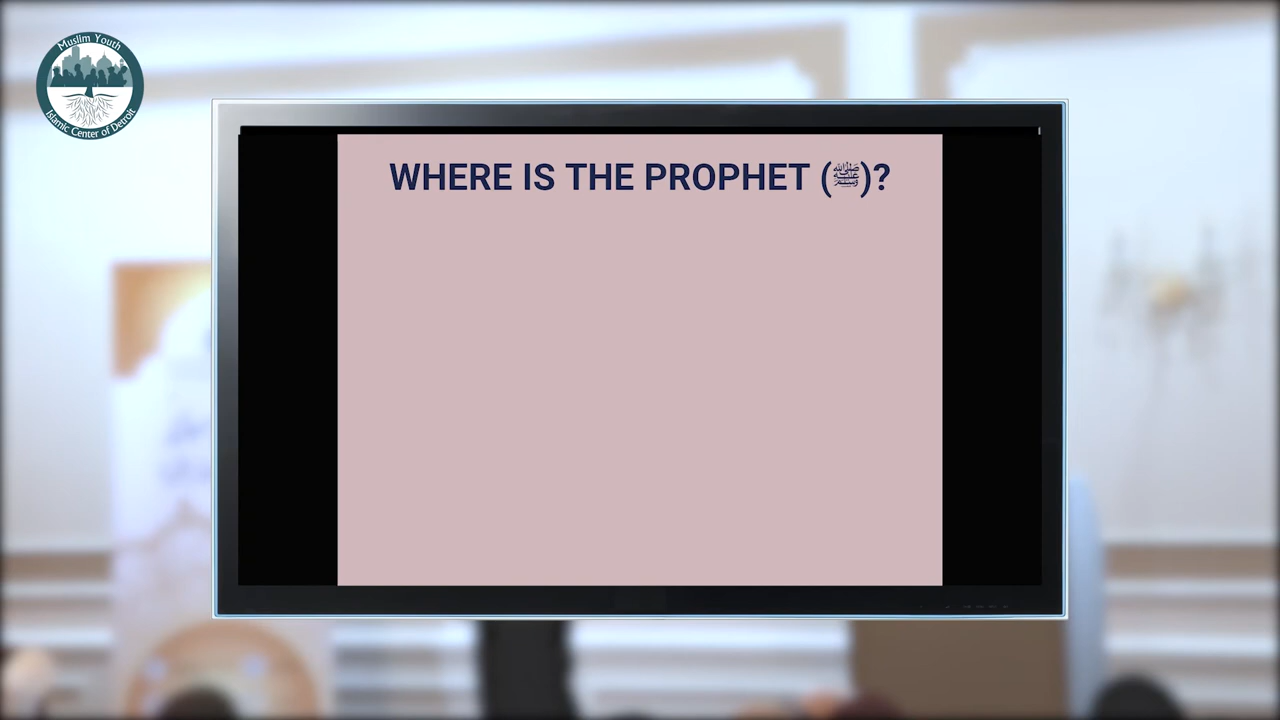 Muslim Youth
Islamic Center of Detroit
WHERE IS THE PROPHET (ﷺ)?